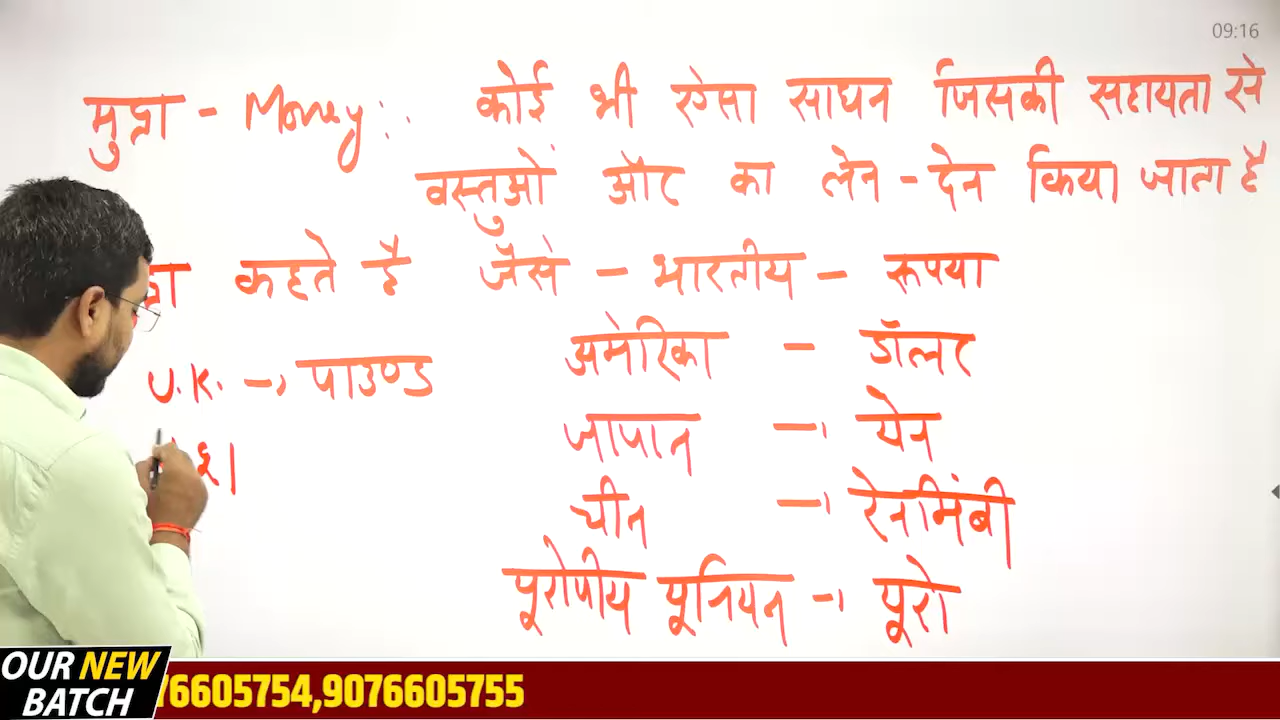 09:16
मुद्रा - Money:. कोई भी ऐसा साधन जिसकी सहायता से
वस्तुओं और का लेन - देन किया जाता है
कहते है जैसे - भारतीय - रूपया
अमेरिका - डॉलर
U.K. → पाउण्ड
जापान → येन
चीन → रेनमिंबी
यूरोपीय यूनियन → यूरो
OUR NEW
BATCH
76605754,9076605755